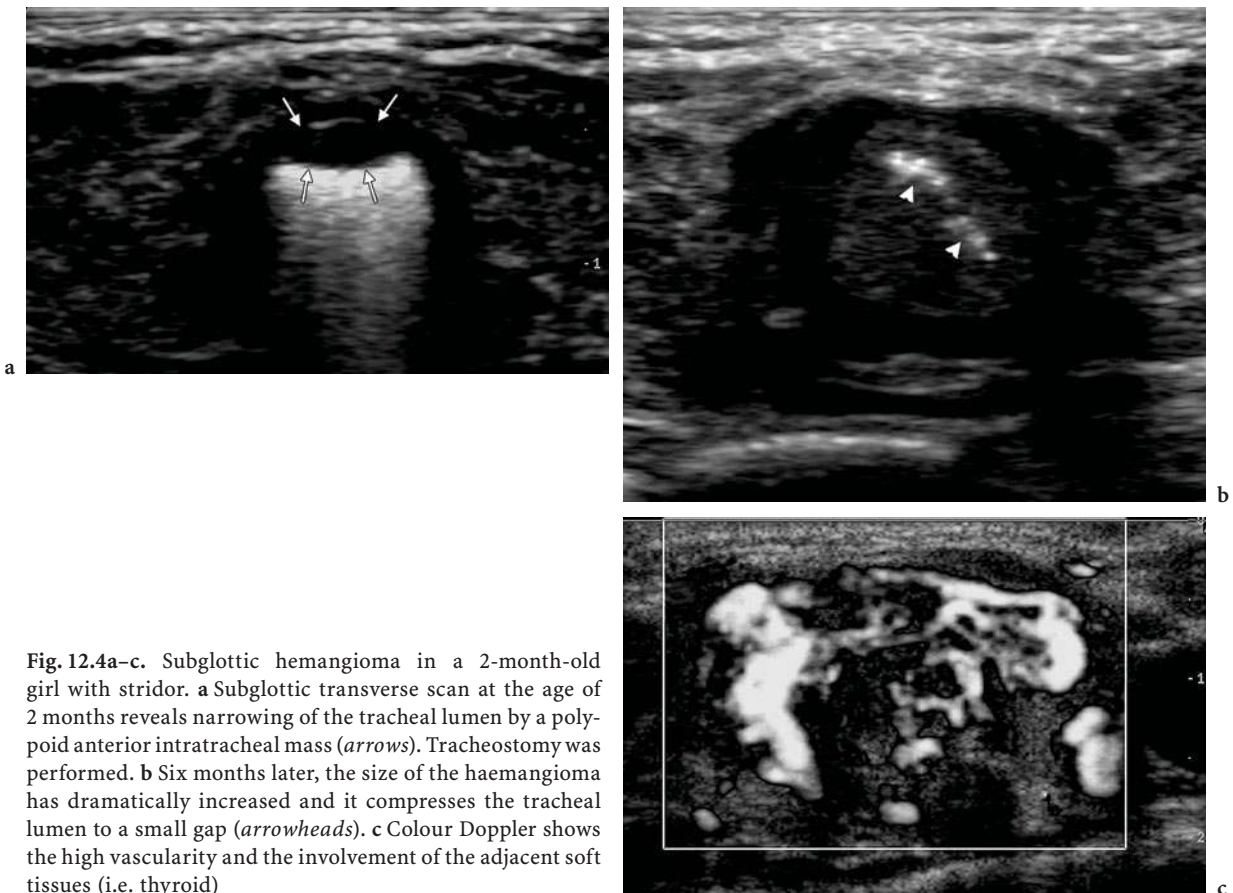 -1
a
b
Fig. 12.4a–c. Subglottic hemangioma in a 2-month-old
girl with stridor. a Subglottic transverse scan at the age of
2 months reveals narrowing of the tracheal lumen by a poly-
poid anterior intratracheal mass (arrows). Tracheostomy was
performed. b Six months later, the size of the haemangioma
has dramatically increased and it compresses the tracheal
lumen to a small gap (arrowheads). c Colour Doppler shows
the high vascularity and the involvement of the adjacent soft
tissues (i.e. thyroid)
-1
2
c